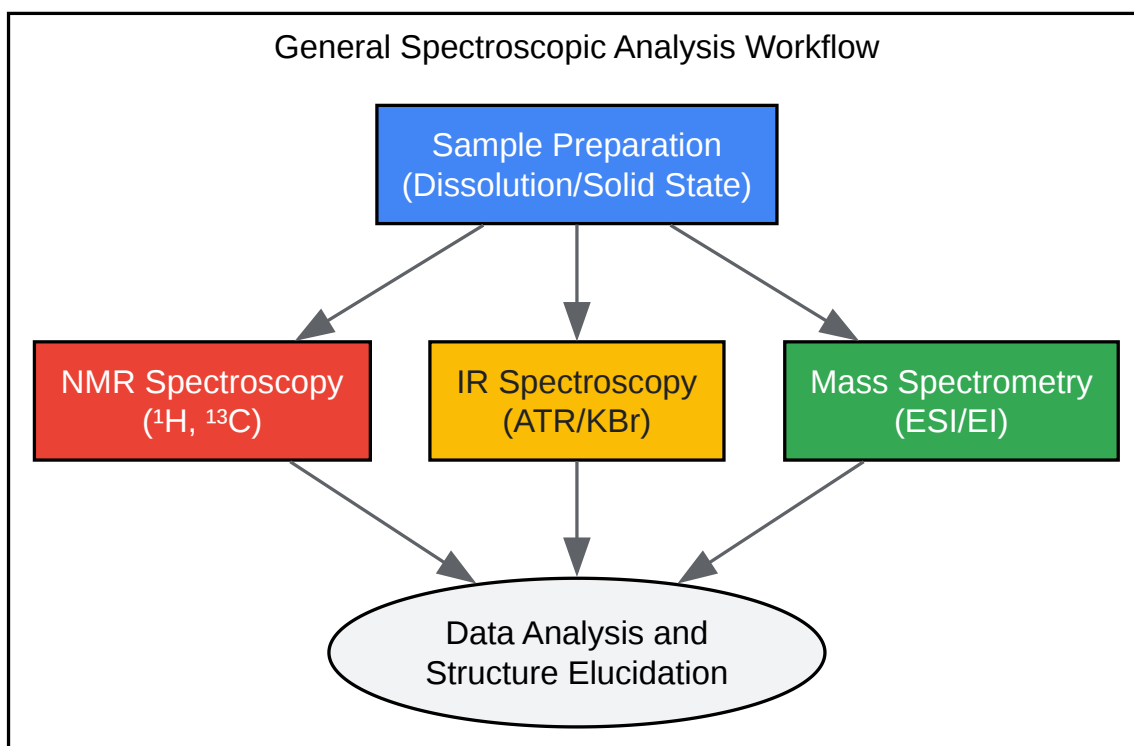 General Spectroscopic Analysis Workflow
Sample Preparation
(Dissolution/Solid State)
NMR Spectroscopy
(¹H, ¹³C)
IR Spectroscopy
(ATR/KBr)
Mass Spectrometry
(ESI/EI)
Data Analysis and
Structure Elucidation